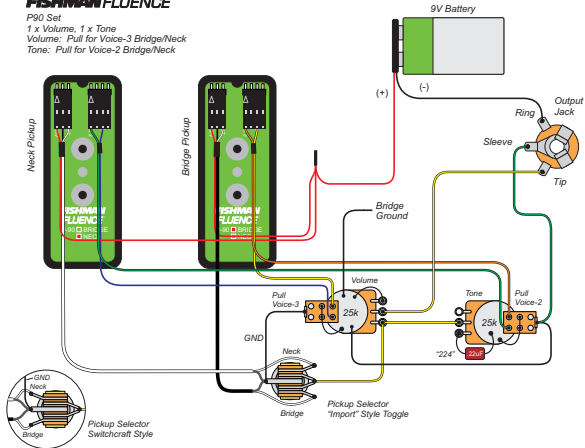 FISHMAN FLUENCE
P90 Set
1 x Volume, 1 x Tone
Volume: Pull for Voice-3 Bridge/Neck
Tone: Pull for Voice-2 Bridge/Neck
9V Battery
(+)
(-)
Output
Jack
Ring
Sleeve
Tip
Neck Pickup
Bridge Pickup
FISHMAN
FLUENCE
BRIDGE
NECK
FISHMAN
FLUENCE
P-90
BRIDGE
Bridge
Ground
Volume
Pull
Voice-3
25k
Tone
Pull
Voice-2
25k
GND
"224"
.22uF
Neck
Bridge
Pickup Selector
"Import" Style Toggle
GND
Neck
Bridge
Pickup Selector
Switchcraft Style